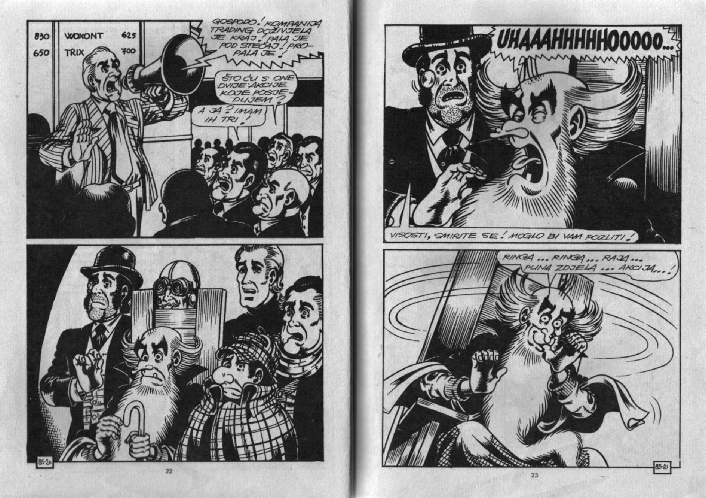 830 WOXONT 625
650 TRIX 700
GOSPODO! KOMPANIJA
TRADING DOŽIVJELA
JE KRAJ! PALA JE
POD STEČAJ! PRO-
PALA JE!
ŠTO ĆU S ONE
DVIJE AKCIJE
KOJE POSJE-
DUJEM?
A JA? IMAM
IH TRI!
22
UHAAAHHHHHOOOOO...
VISOSTI, SMIRITE SE! MOGLO BI VAM POZLITI!
RINGA... RINGA... RAJA...
PUNA ZDJELA... AKCIJA...!
23